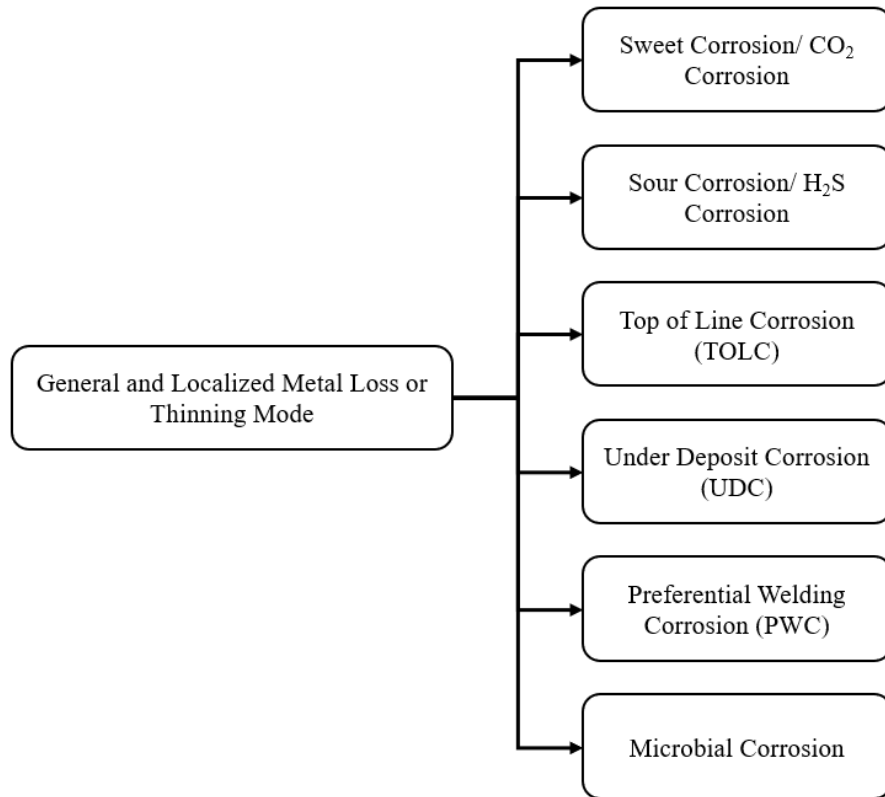 Sweet Corrosion/ CO₂
Corrosion
Sour Corrosion/ H₂S
Corrosion
Top of Line Corrosion
(TOLC)
General and Localized Metal Loss or
Thinning Mode
Under Deposit Corrosion
(UDC)
Preferential Welding
Corrosion (PWC)
Microbial Corrosion